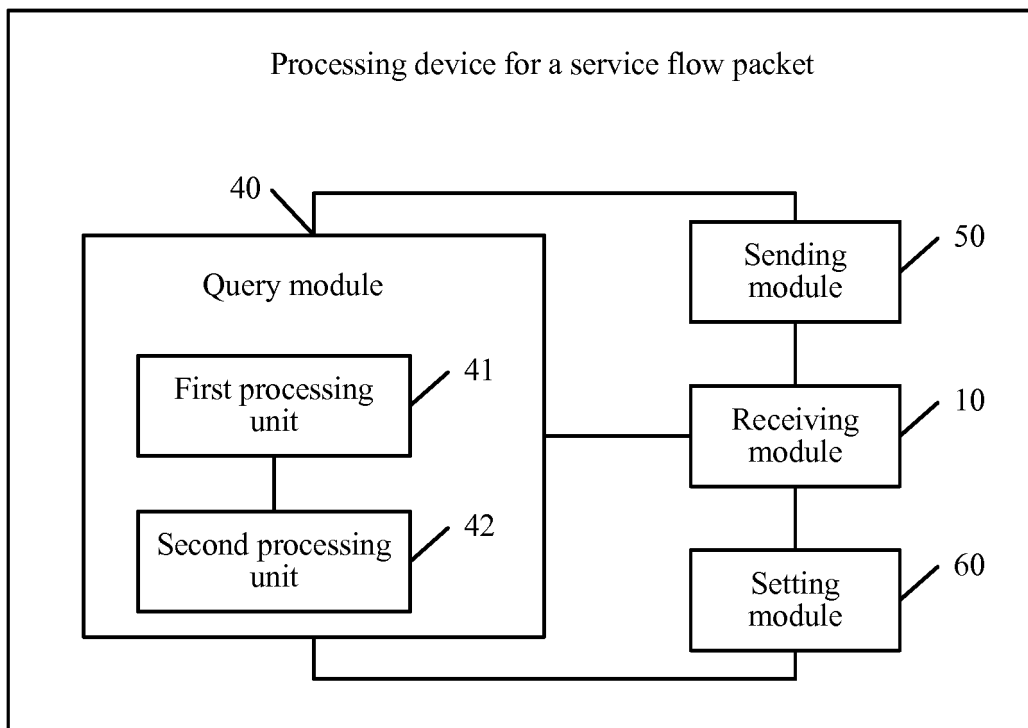 Processing device for a service flow packet
40
Query module
First processing
unit
41
Second processing
unit
42
Sending
module
50
Receiving
module
10
Setting
module
60